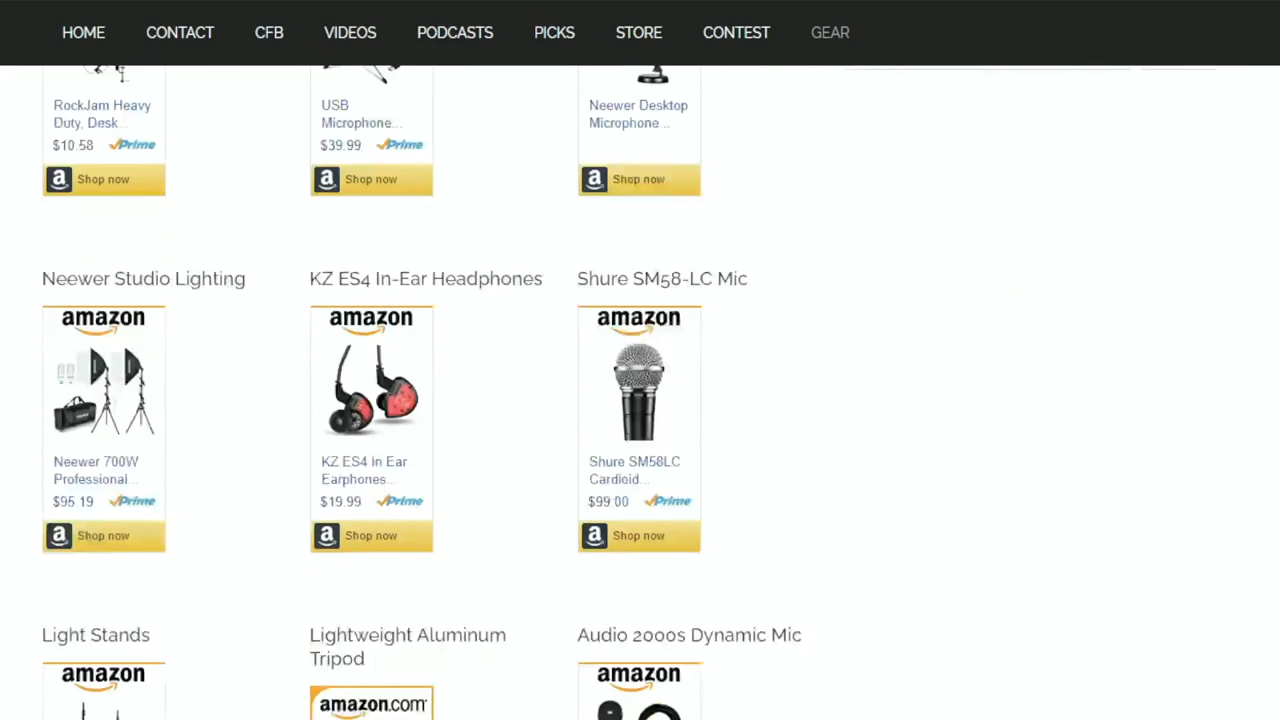 HOME CONTACT CFB VIDEOS PODCASTS PICKS STORE CONTEST GEAR
RockJam Heavy
Duty, Desk...
$10.58 Prime
a Shop now
USB
Microphone...
$39.99 Prime
a Shop now
Neewer Desktop
Microphone...
a Shop now
Neewer Studio Lighting
amazon
Neewer 700W
Professional...
$95.19 Prime
a Shop now
KZ ES4 In-Ear Headphones
amazon
KZ ES4 In Ear
Earphones...
$19.99 Prime
a Shop now
Shure SM58-LC Mic
amazon
Shure SM58LC
Cardioid...
$99.00 Prime
a Shop now
Light Stands
amazon
Lightweight Aluminum
Tripod
amazon.com
Audio 2000s Dynamic Mic
amazon